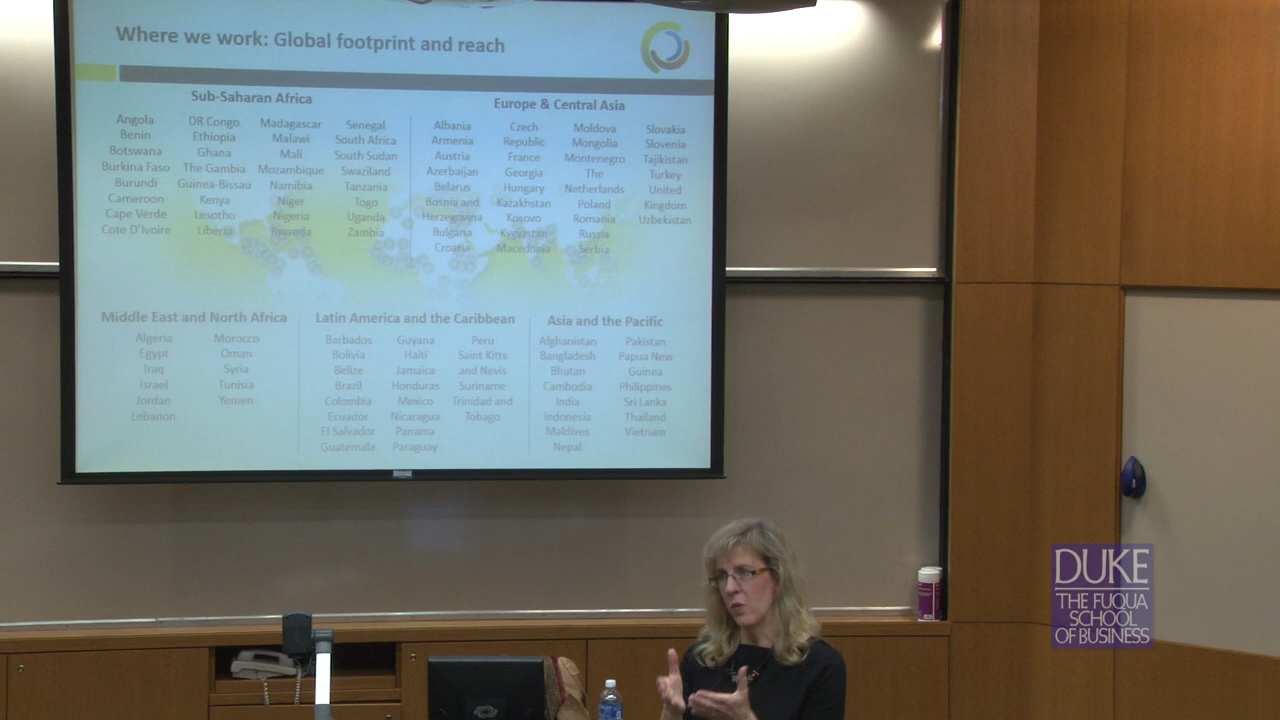 Where we work: Global footprint and reach
Sub-Saharan Africa
Angola
Benin
Botswana
Burkina Faso
Burundi
Cameroon
Cape Verde
Cote D'Ivoire
DR Congo
Ethiopia
Ghana
The Gambia
Guinea-Bissau
Kenya
Lesotho
Liberia
Madagascar
Malawi
Mali
Mozambique
Namibia
Niger
Nigeria
Rwanda
Senegal
South Africa
South Sudan
Swaziland
Tanzania
Togo
Uganda
Zambia
Europe & Central Asia
Albania
Armenia
Austria
Azerbaijan
Belarus
Bosnia and
Herzegovina
Bulgaria
Croatia
Czech
Republic
France
Georgia
Hungary
Kazakhstan
Kosovo
Kygyzstan
Macedonia
Moldova
Mongolia
Montenegro
The
Netherlands
Poland
Romania
Russia
Serbia
Slovakia
Slovenia
Tajikistan
Turkey
United
Kingdom
Uzbekistan
Middle East and North Africa
Algeria
Egypt
Iraq
Israel
Jordan
Lebanon
Morocco
Oman
Syria
Tunisia
Yemen
Latin America and the Caribbean
Barbados
Bolivia
Belize
Brazil
Colombia
Ecuador
El Salvador
Guatemala
Guyana
Haiti
Jamaica
Honduras
Mexico
Nicaragua
Panama
Paraguay
Peru
Saint Kitts
and Nevis
Suriname
Trinidad and
Tobago
Asia and the Pacific
Afghanistan
Bangladesh
Bhutan
Cambodia
India
Indonesia
Maldives
Nepal
Pakistan
Papua New
Guinea
Philippines
Sri Lanka
Thailand
Vietnam
DUKE
THE FUQUA
SCHOOL
OF BUSINESS